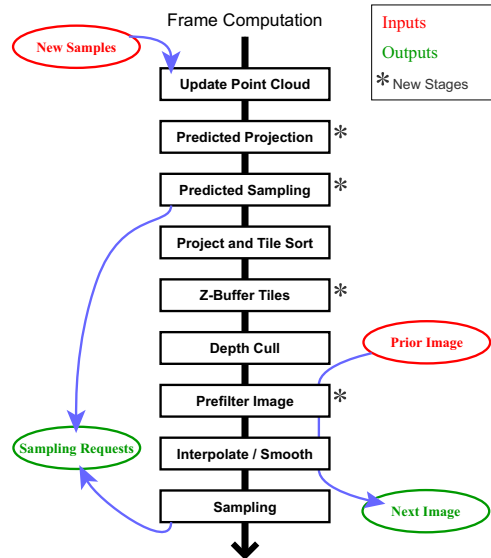 Frame Computation
Inputs
Outputs
* New Stages
New Samples
Update Point Cloud
Predicted Projection *
Predicted Sampling *
Project and Tile Sort
Z-Buffer Tiles *
Depth Cull
Prior Image
Prefilter Image *
Sampling Requests
Interpolate / Smooth
Sampling
Next Image